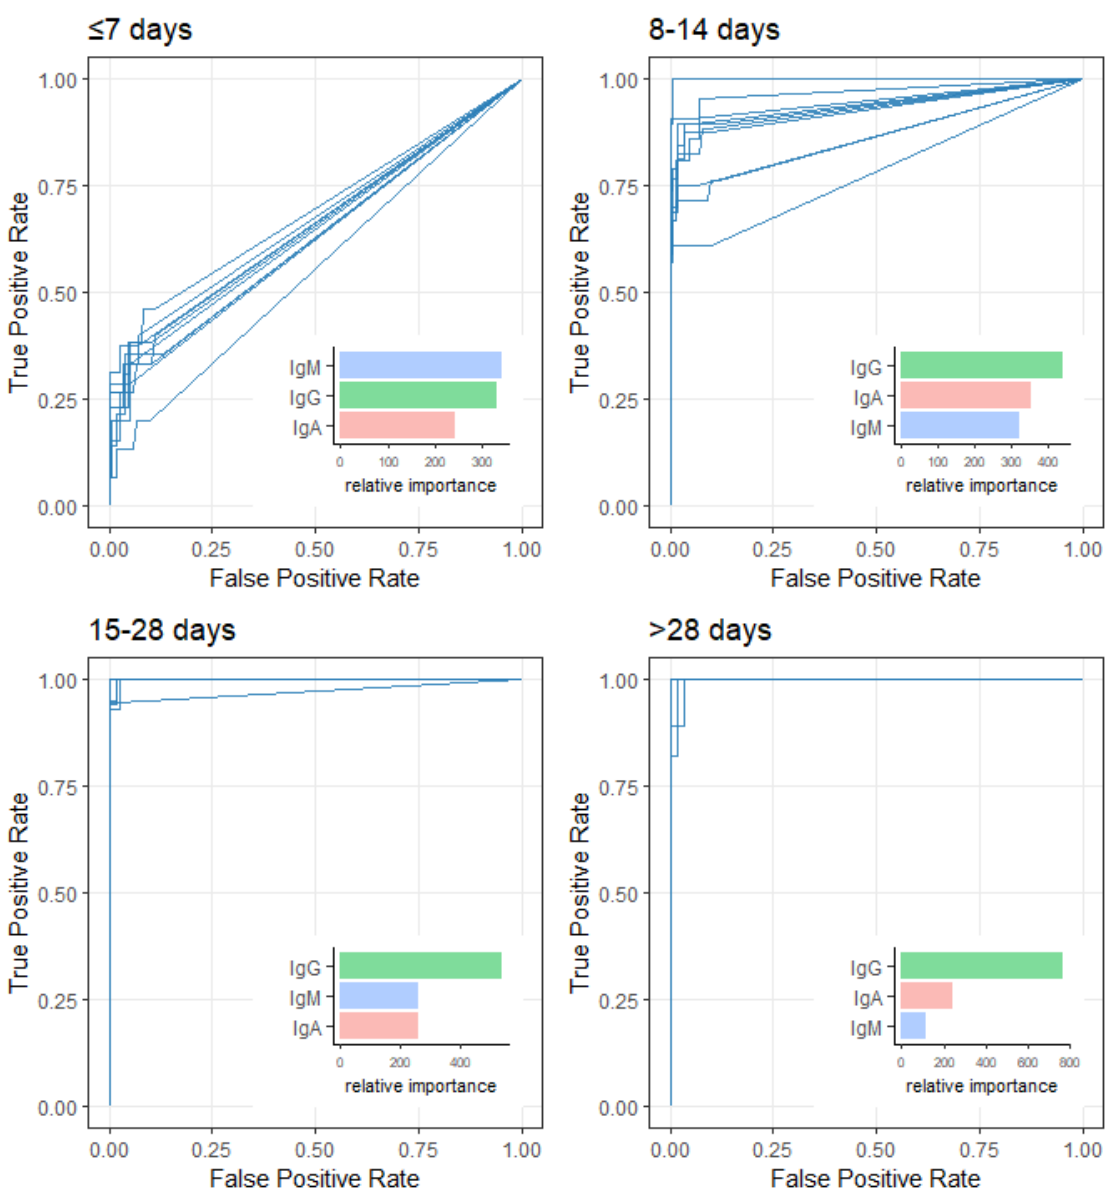 ≤7 days
True Positive Rate
1.00
0.75
0.50
0.25
0.00
IgM
IgG
IgA
0 100 200 300
relative importance
0.00 0.25 0.50 0.75 1.00
False Positive Rate
8-14 days
True Positive Rate
1.00
0.75
0.50
0.25
0.00
IgG
IgA
IgM
0 100 200 300 400
relative importance
0.00 0.25 0.50 0.75 1.00
False Positive Rate
15-28 days
True Positive Rate
1.00
0.75
0.50
0.25
0.00
IgG
IgM
IgA
0 200 400
relative importance
0.00 0.25 0.50 0.75 1.00
False Positive Rate
>28 days
True Positive Rate
1.00
0.75
0.50
0.25
0.00
IgG
IgA
IgM
0 200 400 600 800
relative importance
0.00 0.25 0.50 0.75 1.00
False Positive Rate